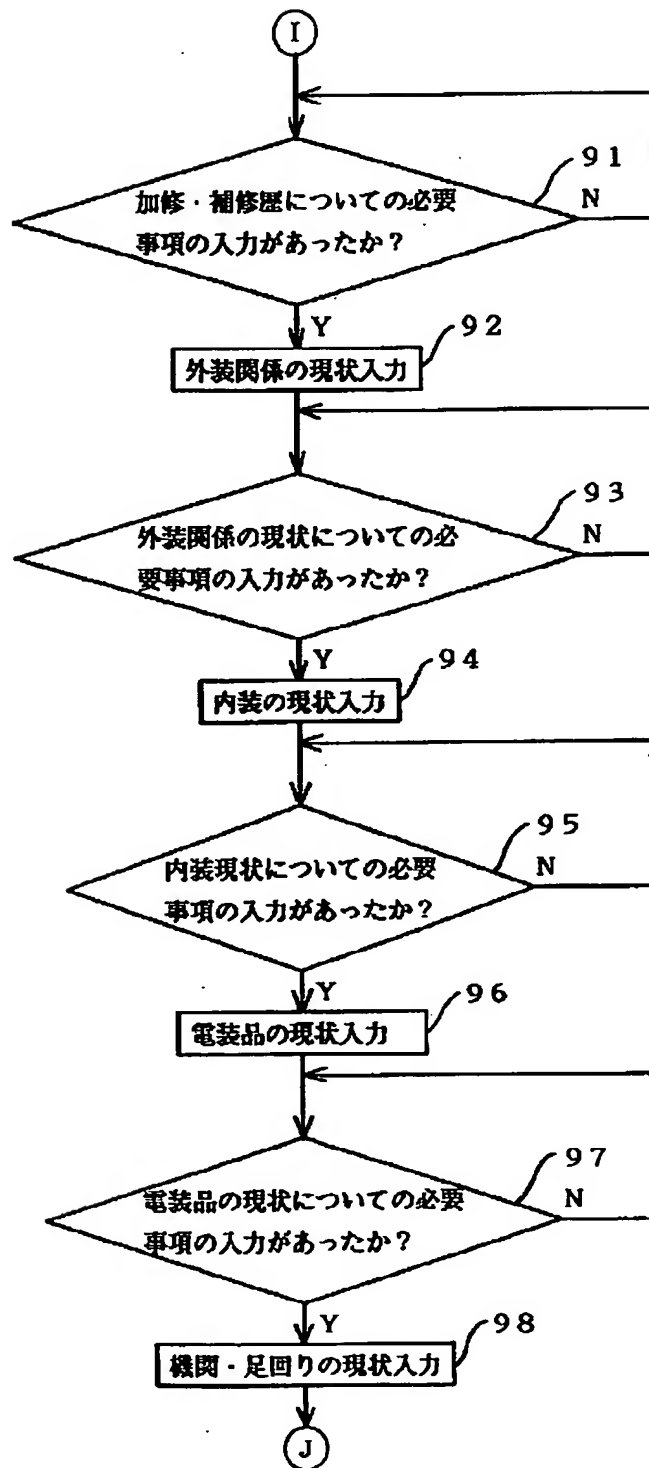 I
91
加修・補修歴についての必要
N
事項の入力があったか?
Y
92
外装関係の現状入力
93
外装関係の現状についての必
N
要事項の入力があったか?
Y
94
内装の現状入力
95
内装現状についての必要
N
事項の入力があったか?
Y
96
電装品の現状入力
97
電装品の現状についての必要
N
事項の入力があったか?
Y
98
機関・足回りの現状入力
J